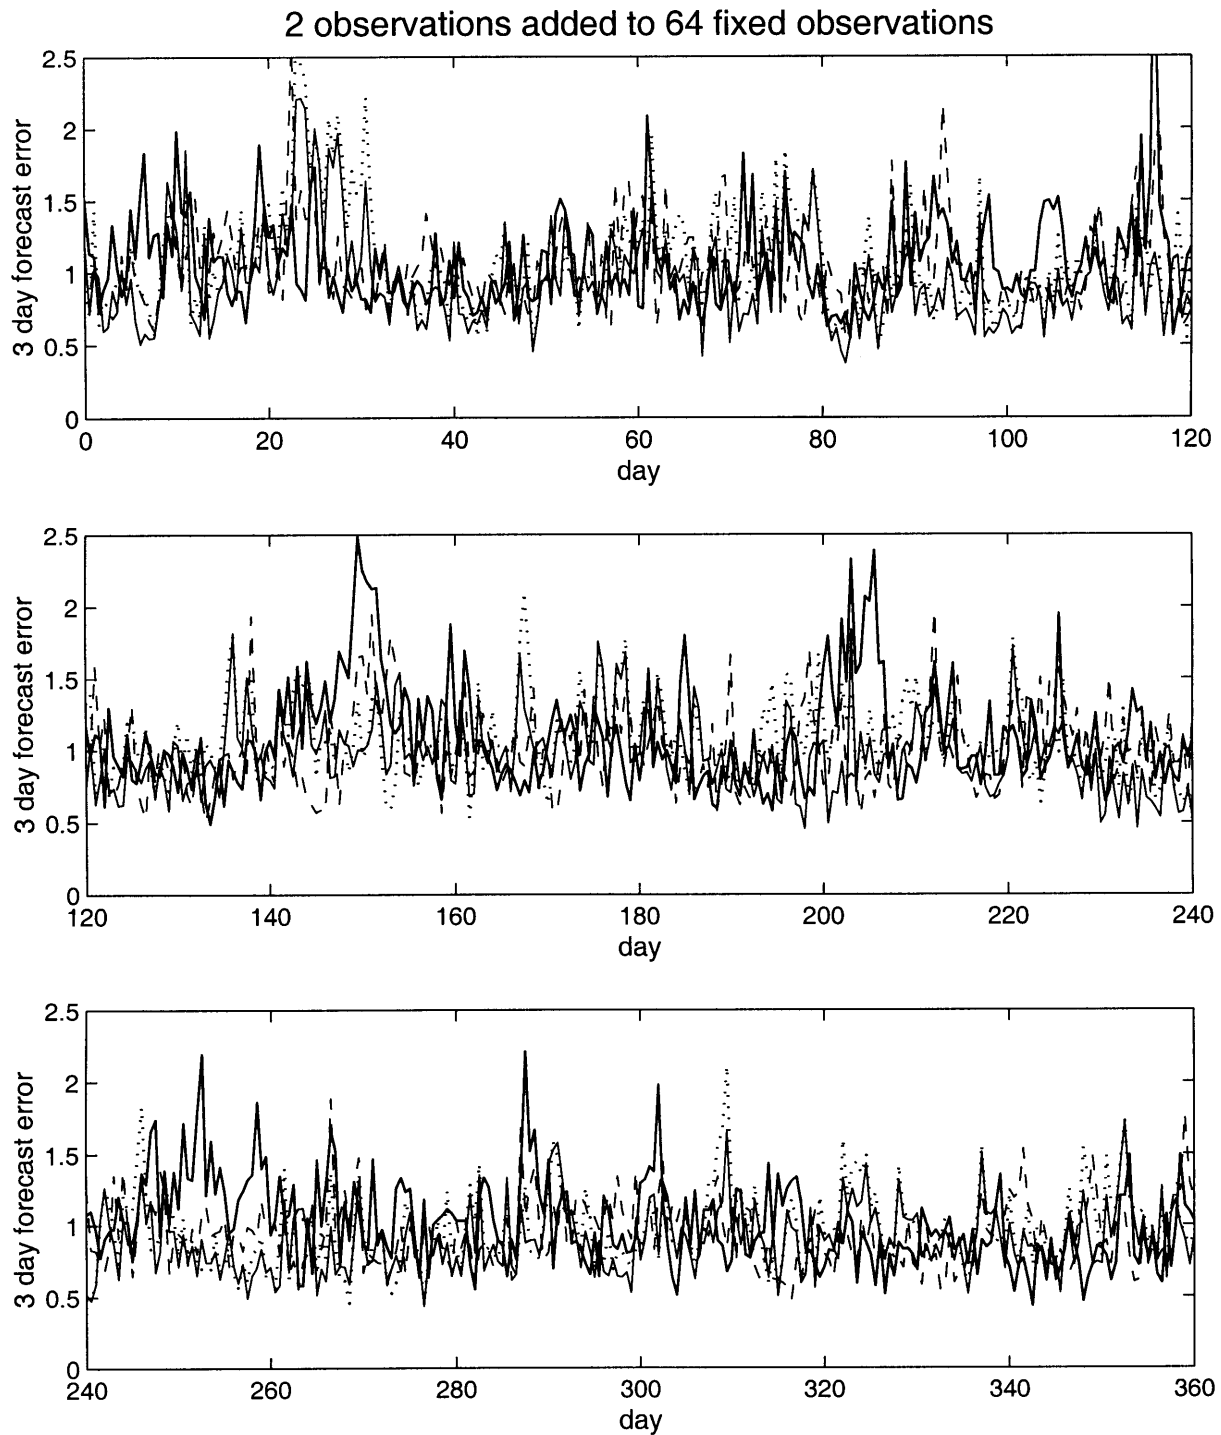 2 observations added to 64 fixed observations
2.5
2
1.5
1
0.5
0
3 day forecast error
0 20 40 60 80 100 120
day
2.5
2
1.5
1
0.5
0
3 day forecast error
120 140 160 180 200 220 240
day
2.5
2
1.5
1
0.5
0
3 day forecast error
240 260 280 300 320 340 360
day